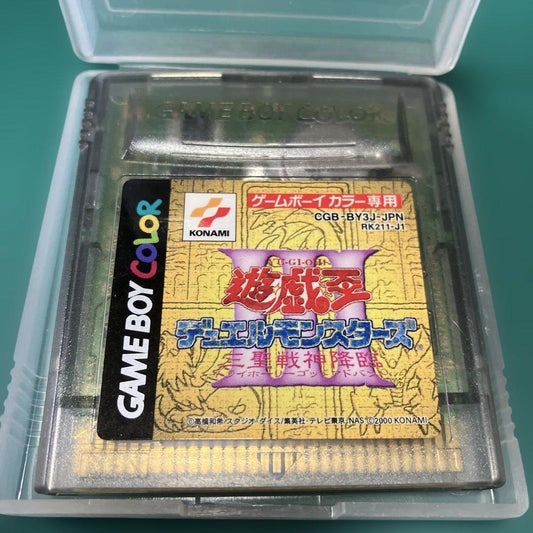 GAME BOY COLOR
GAME BOY COLOR
KONAMI
ゲームボーイカラー専用
CGB-BY3J-JPN
RK211-J1
YU-GI-OH!
遊戯王
III
デュエルモンスターズ
三聖戦神降臨
©高橋和希/スタジオ・ダイス/集英社・テレビ東京・NAS ©2000 KONAMI